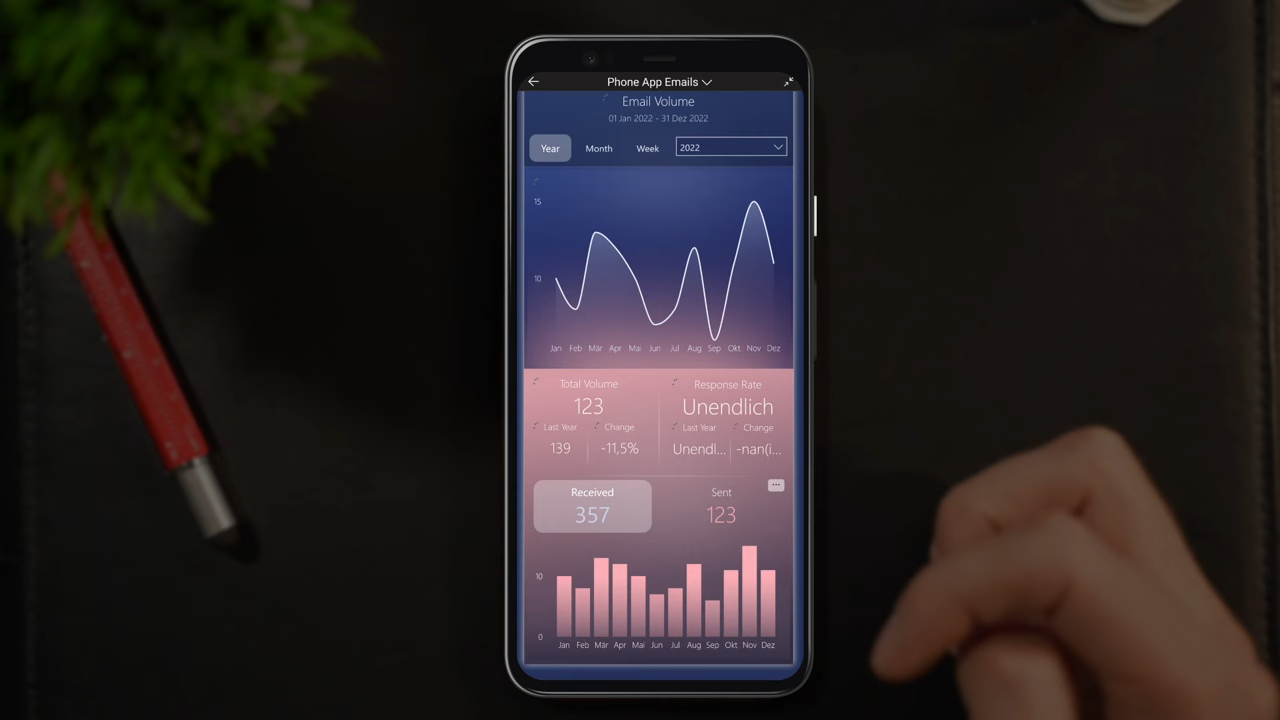 Phone App Emails
Email Volume
01 Jan 2022 - 31 Dez 2022
Year Month Week 2022
15
10
Jan Feb Mär Apr Mai Jun Jul Aug Sep Okt Nov Dez
Total Volume Response Rate
123 Unendlich
Last Year Change Last Year Change
139 -11,5% Unendl... -nan(i...
Received Sent
357 123
10
0
Jan Feb Mär Apr Mai Jun Jul Aug Sep Okt Nov Dez